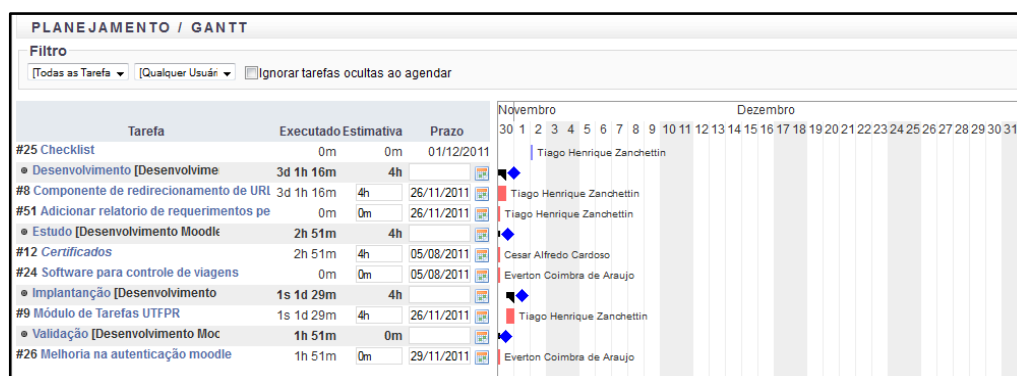 PLANEJAMENTO / GANTT
Filtro
[Todas as Tarefa [Qualquer Usuári Ignorar tarefas ocultas ao agendar
Novembro Dezembro
Tarefa Executado Estimativa Prazo 30 1 2 3 4 5 6 7 8 9 10 11 12 13 14 15 16 17 18 19 20 21 22 23 24 25 26 27 28 29 30 31
#25 Checklist 0m 0m 01/12/2011 Tiago Henrique Zanchettin
Desenvolvimento [Desenvolvime 3d 1h 16m 4h
#8 Componente de redirecionamento de URL 3d 1h 16m 4h 26/11/2011 Tiago Henrique Zanchettin
#51 Adicionar relatorio de requerimentos pe 0m 0m 26/11/2011 Tiago Henrique Zanchettin
Estudo [Desenvolvimento Moodle 2h 51m 4h
#12 Certificados 2h 51m 4h 05/08/2011 Cesar Alfredo Cardoso
#24 Software para controle de viagens 0m 0m 05/08/2011 Everton Coimbra de Araujo
Implantanção [Desenvolvimento 1s 1d 29m 4h
#9 Módulo de Tarefas UTFPR 1s 1d 29m 4h 26/11/2011 Tiago Henrique Zanchettin
Validação [Desenvolvimento Moc 1h 51m 0m
#26 Melhoria na autenticação moodle 1h 51m 0m 29/11/2011 Everton Coimbra de Araujo